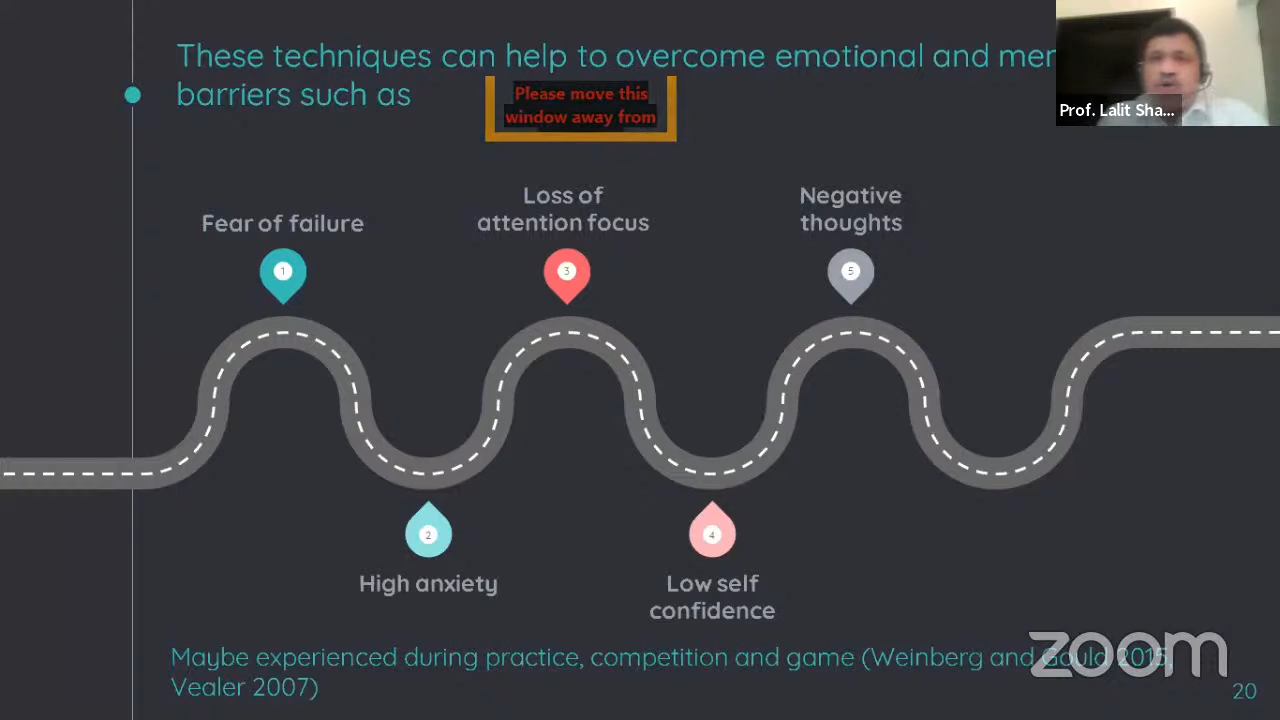 These techniques can help to overcome emotional and
barriers such as
Please move this
window away from
Prof. Lalit Sha...
Fear of failure
Loss of
attention focus
Negative
thoughts
1
3
5
2
4
High anxiety
Low self
confidence
Maybe experienced during practice, competition and game (Weinberg and Gould 2015,
Vealer 2007)
zoom
20